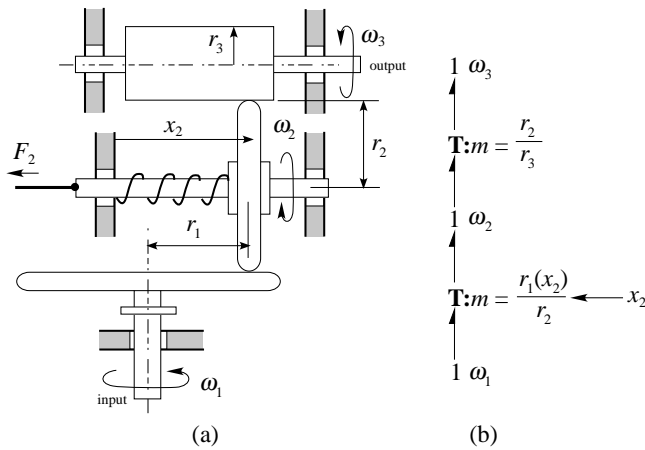 r₃
ω₃
output
x₂
ω₂
r₂
F₂
r₁
ω₁
input
(a)
1 ω₃
T:m = r₂/r₃
1 ω₂
T:m = r₁(x₂)/r₂ x₂
1 ω₁
(b)